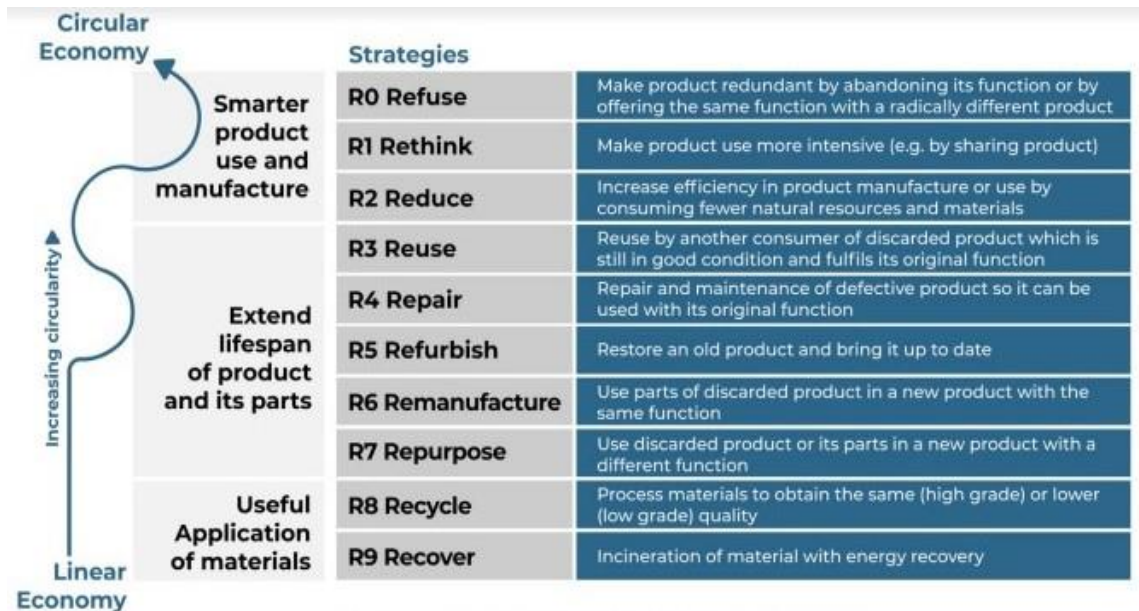 Circular
Economy
Strategies
Smarter
product
use and
manufacture
R0 Refuse
Make product redundant by abandoning its function or by
offering the same function with a radically different product
R1 Rethink
Make product use more intensive (e.g. by sharing product)
R2 Reduce
Increase efficiency in product manufacture or use by
consuming fewer natural resources and materials
Increasing circularity
Extend
lifespan
of product
and its parts
R3 Reuse
Reuse by another consumer of discarded product which is
still in good condition and fulfils its original function
R4 Repair
Repair and maintenance of defective product so it can be
used with its original function
R5 Refurbish
Restore an old product and bring it up to date
R6 Remanufacture
Use parts of discarded product in a new product with the
same function
R7 Repurpose
Use discarded product or its parts in a new product with a
different function
Useful
Application
of materials
R8 Recycle
Process materials to obtain the same (high grade) or lower
(low grade) quality
R9 Recover
Incineration of material with energy recovery
Linear
Economy